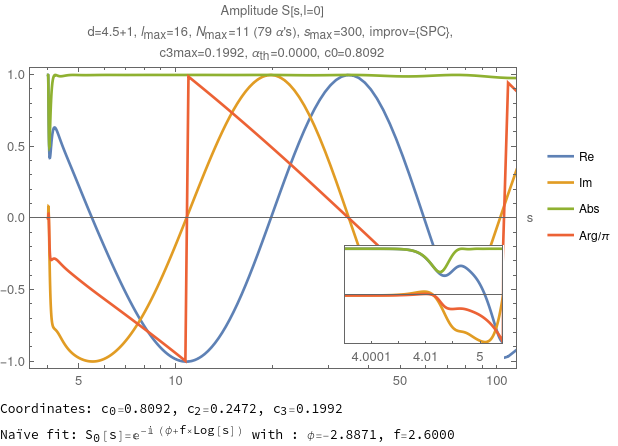 Amplitude S[s,l=0]
d=4.5+1, lmax=16, Nmax=11 (79 α's), smax=300, improv={SPC},
c3max=0.1992, αth=0.0000, c0=0.8092
1.0
0.5
0.0
-0.5
-1.0
5
10
50
100
s
4.0001
4.01
5
Re
Im
Abs
Arg/π
Coordinates: c₀=0.8092, c₂=0.2472, c₃=0.1992
Naïve fit: S₀[s]=e^-i (ϕ+f×Log[s]) with : ϕ=-2.8871, f=2.6000